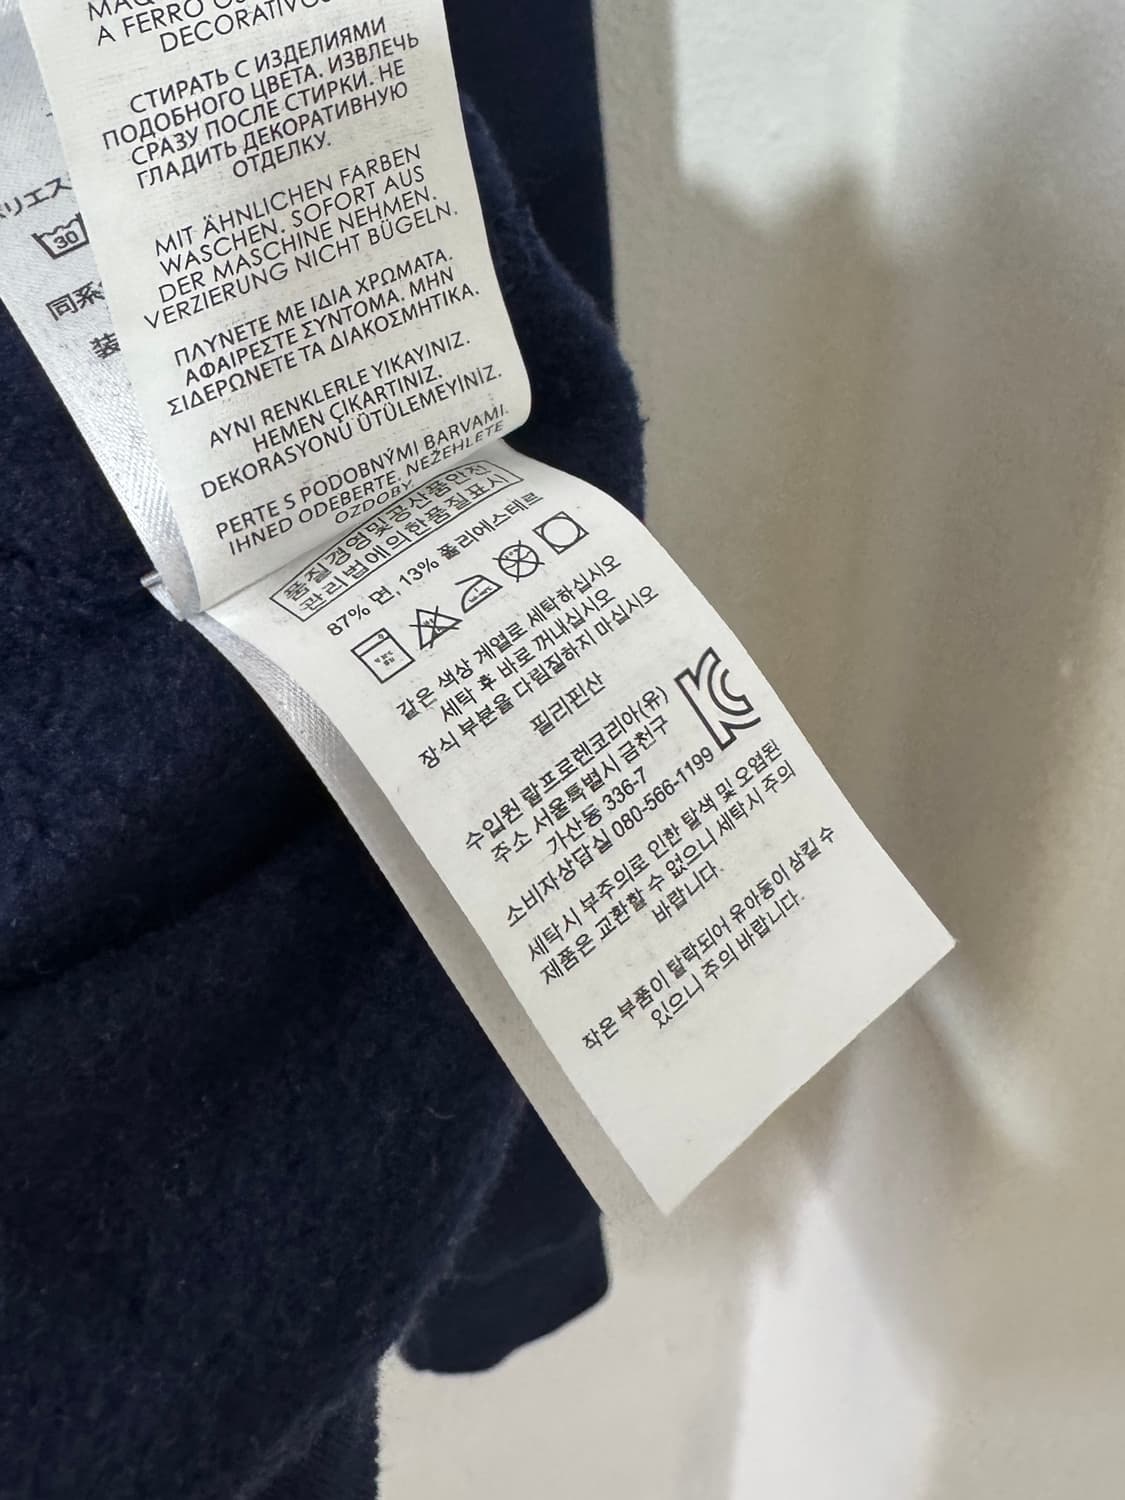 A FERRO
DECORATIVO
СТИРАТЬ С ИЗДЕЛИЯМИ
ПОДОБНОГО ЦВЕТА. ИЗВЛЕЧЬ
СРАЗУ ПОСЛЕ СТИРКИ. НЕ
ГЛАДИТЬ ДЕКОРАТИВНУЮ
ОТДЕЛКУ.
MIT ÄHNLICHEN FARBEN
WASCHEN. SOFORT AUS
DER MASCHINE NEHMEN.
VERZIERUNG NICHT BÜGELN.
ΠΛΥΝΕΤΕ ΜΕ ΙΔΙΑ ΧΡΩΜΑΤΑ.
ΑΦΑΙΡΕΣΤΕ ΣΥΝΤΟΜΑ. ΜΗΝ
ΣΙΔΕΡΩΝΕΤΕ ΤΑ ΔΙΑΚΟΣΜΗΤΙΚΑ.
AYNI RENKLERLE YIKAYINIZ.
HEMEN ÇIKARTINIZ.
DEKORASYONU ÜTÜLEMEYİNİZ.
PERTE S PODOBNÝMI BARVAMI.
IHNED ODEBERTE. NEŽEHLETE
OZDOBY.
リエス
30
同系
装
품질경영및공산품안전
관리법에의한품질표시
87% 면, 13% 폴리에스테르
같은 색상 계열로 세탁하십시오
세탁 후 바로 꺼내십시오
장식 부분을 다림질하지 마십시오
필리핀산
수입원 랄프로렌코리아(유)
주소 서울특별시 금천구
가산동 336-7
소비자상담실 080-566-1199
세탁시 부주의로 인한 탈색 및 오염된
제품은 교환할 수 없으니 세탁시 주의
바랍니다.
작은 부품이 탈락되어 유아동이 삼킬 수
있으니 주의 바랍니다.